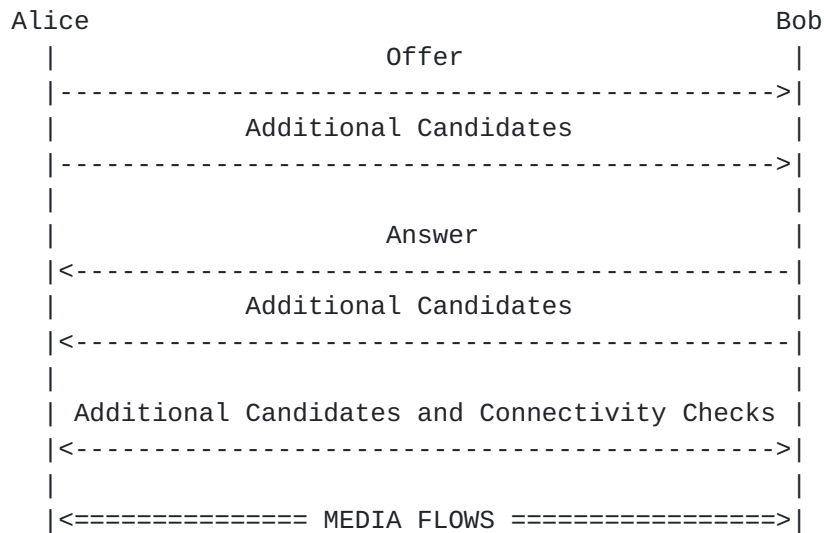 Alice Bob
| Offer |
|---------------------------------------------->|
| Additional Candidates |
|---------------------------------------------->|
| |
| Answer |
|<----------------------------------------------|
| Additional Candidates |
|<----------------------------------------------|
| |
| Additional Candidates and Connectivity Checks |
|<--------------------------------------------->|
| |
|<=============== MEDIA FLOWS =================>|